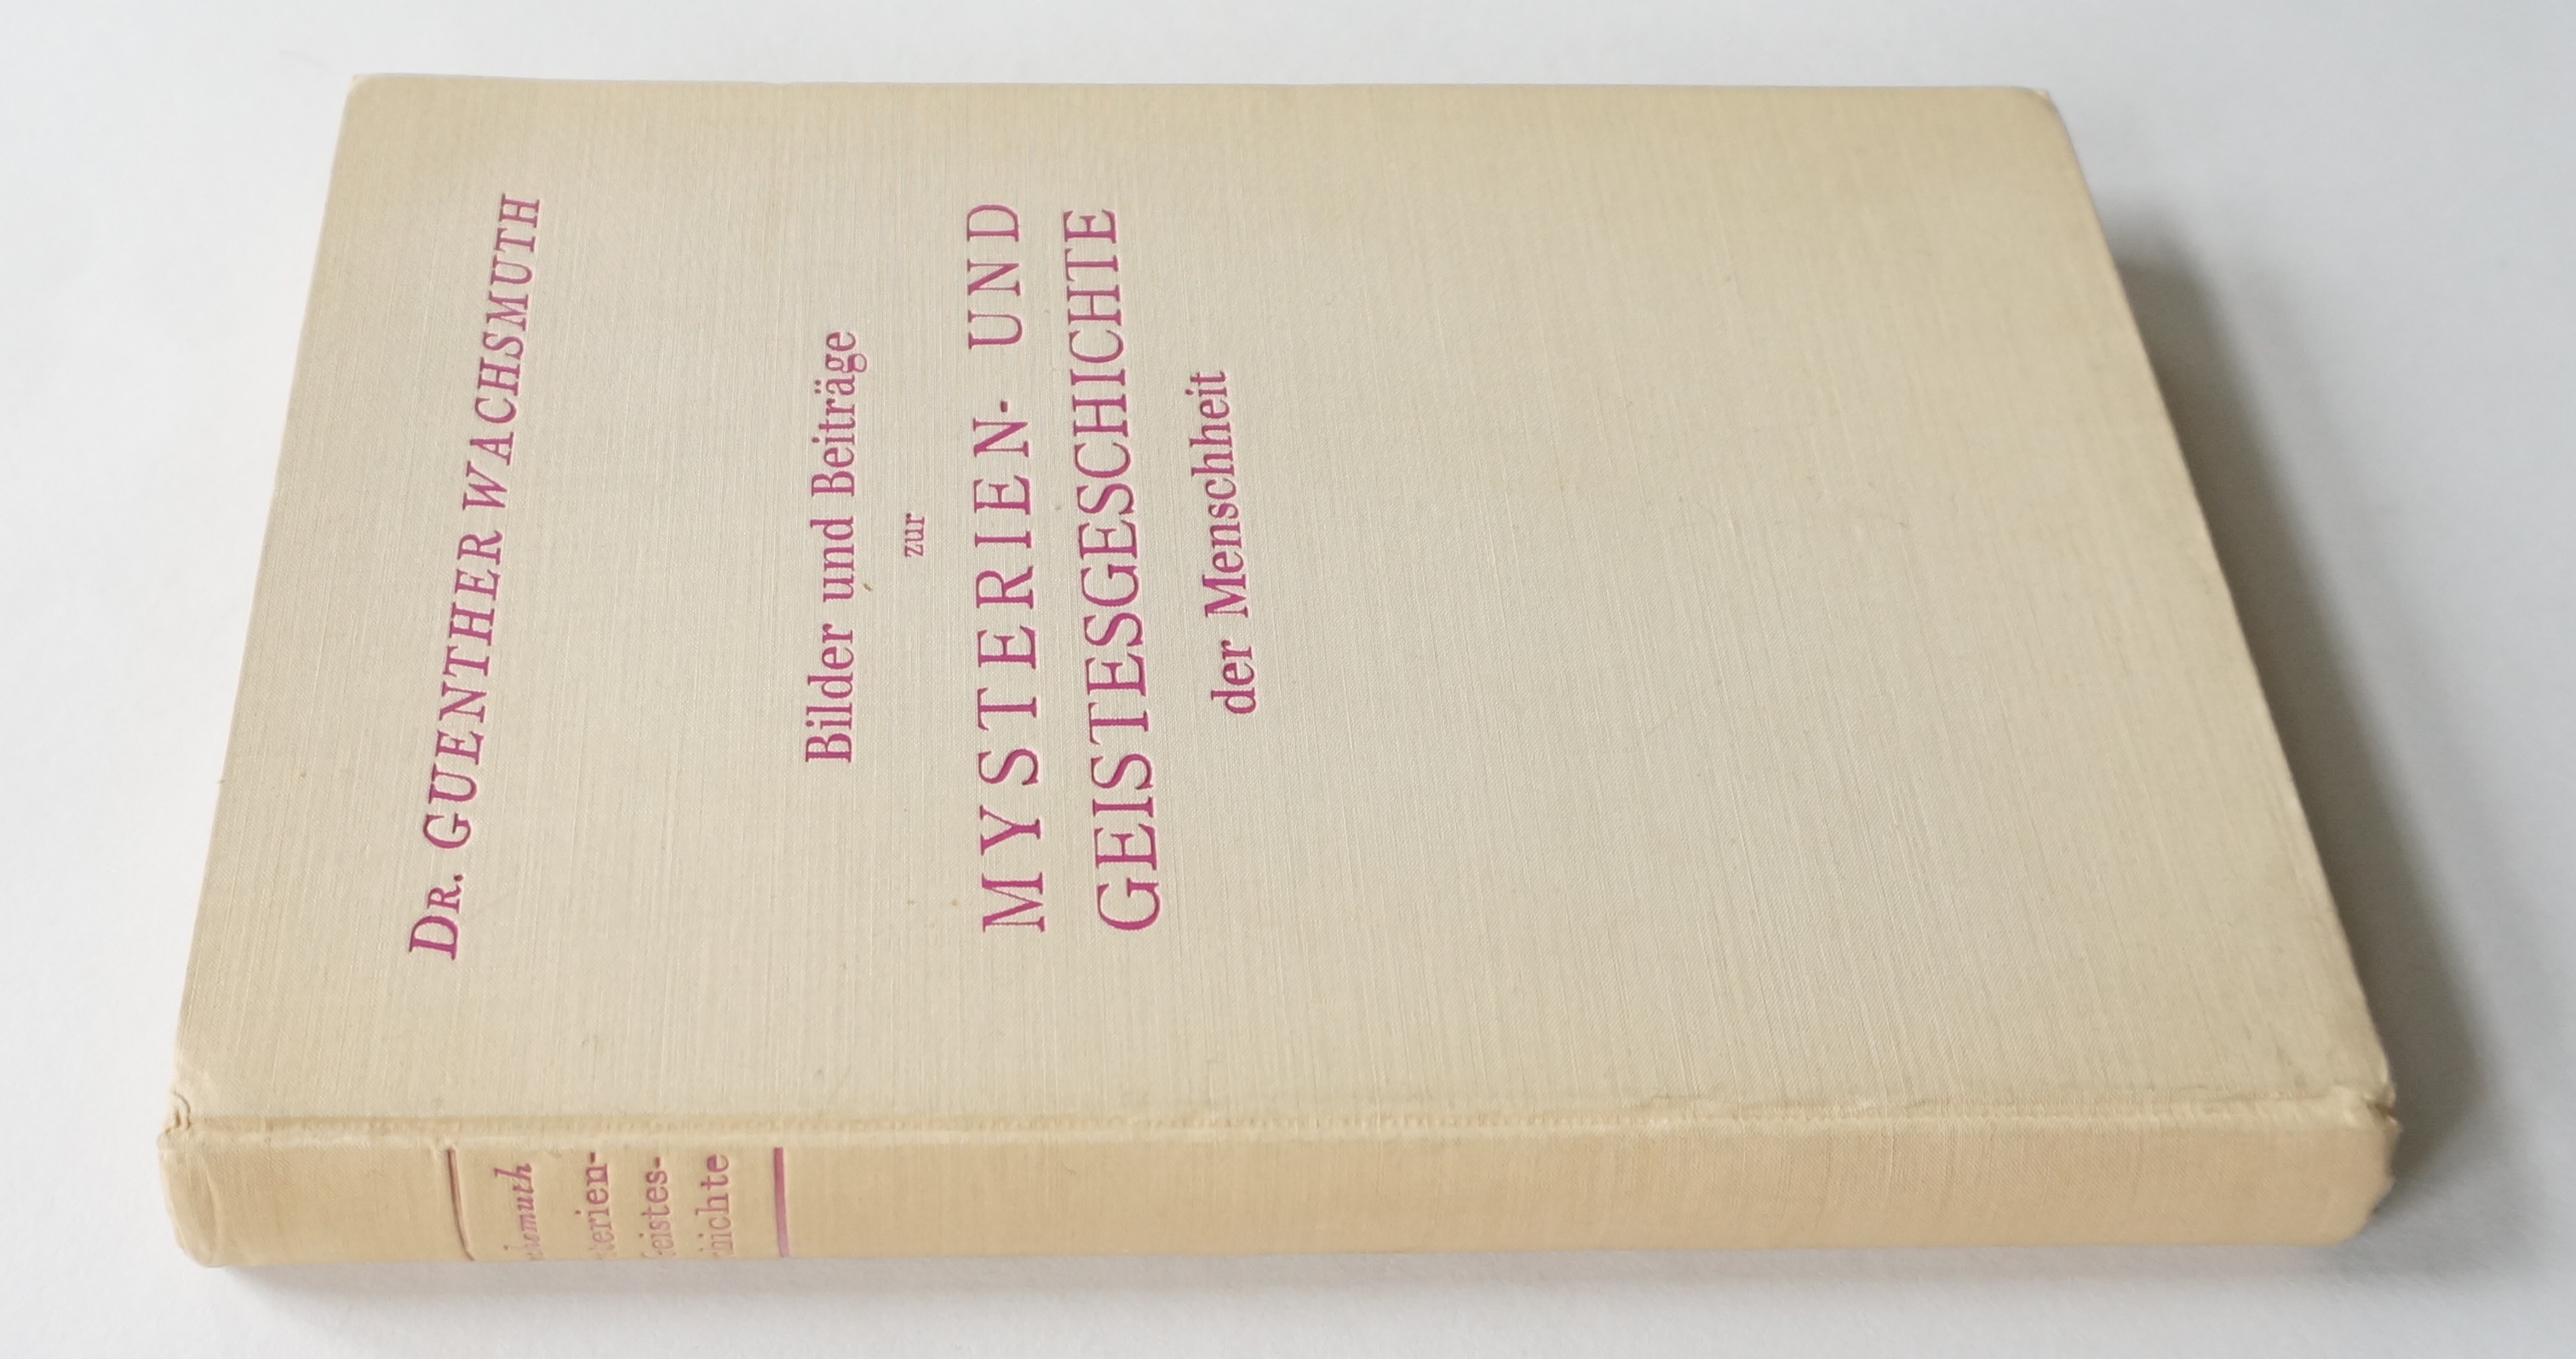 DR. GUENTHER WACHSMUTH
Bilder und Beiträge
zur
MYSTERIEN- UND
GEISTESGESCHICHTE
der Menschheit